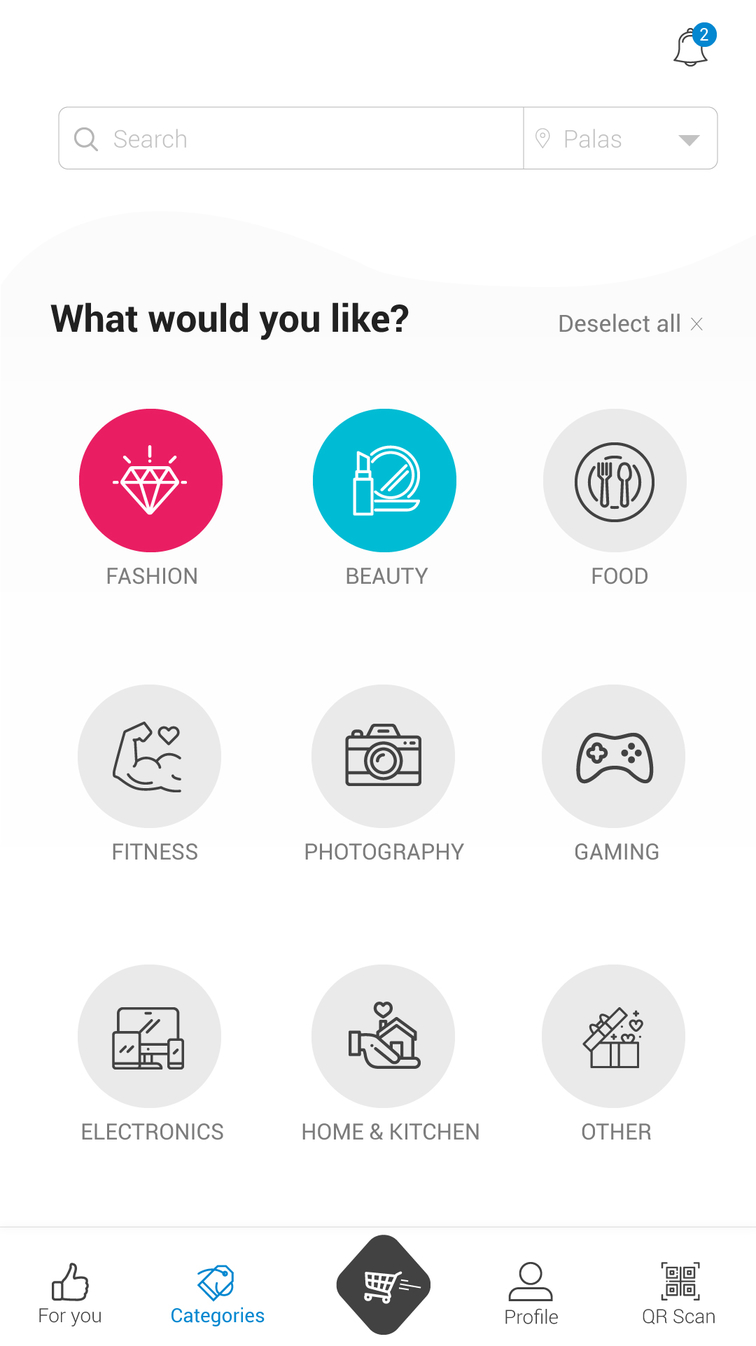 2
Search
Palas
What would you like?
Deselect all
FASHION
BEAUTY
FOOD
FITNESS
PHOTOGRAPHY
GAMING
ELECTRONICS
HOME & KITCHEN
OTHER
For you
Categories
Profile
QR Scan